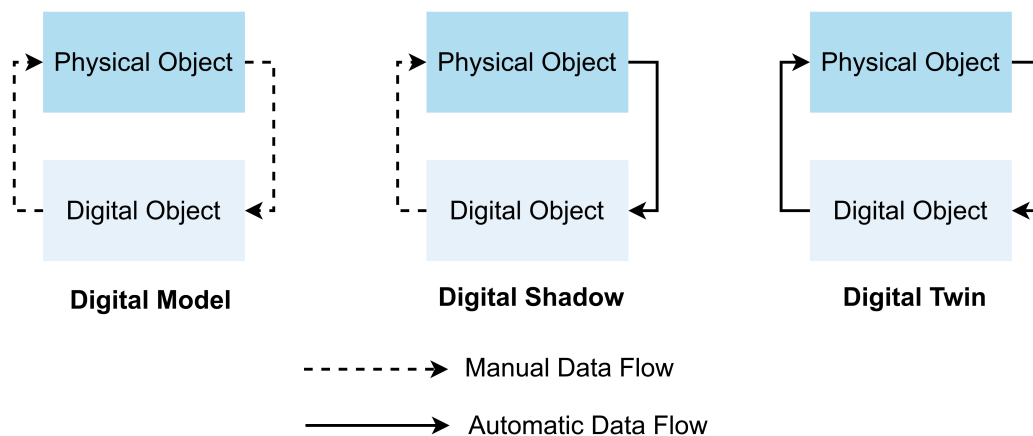 Physical Object
Physical Object
Physical Object
Digital Object
Digital Object
Digital Object
Digital Model
Digital Shadow
Digital Twin
Manual Data Flow
Automatic Data Flow